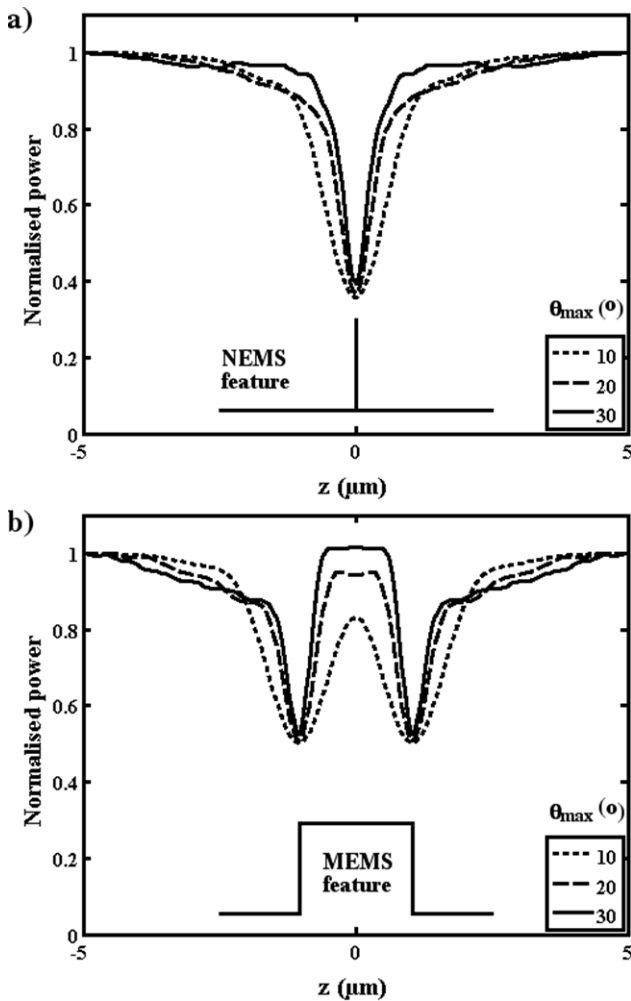 a)
1
0.8
0.6
0.4
0.2
0
Normalised power
NEMS
feature
θmax (o)
10
20
30
-5
0
5
z (μm)
b)
1
0.8
0.6
0.4
0.2
0
Normalised power
MEMS
feature
θmax (o)
10
20
30
-5
0
5
z (μm)